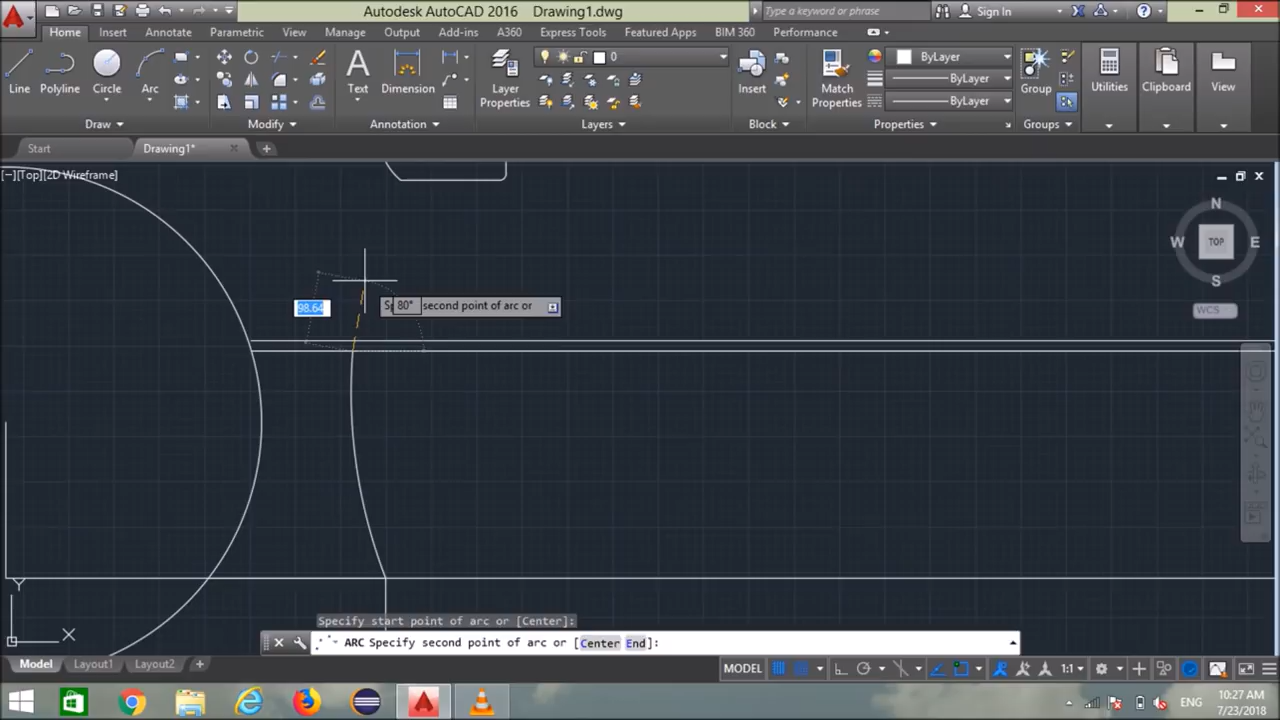 Autodesk AutoCAD 2016 Drawing1.dwg
Type a keyword or phrase
Sign In
Home Insert Annotate Parametric View Manage Output Add-ins A360 Express Tools Featured Apps BIM 360 Performance
Line Polyline Circle Arc
Text Dimension
Layer Properties
0
Insert
Match Properties
ByLayer
ByLayer
ByLayer
Group
Utilities
Clipboard
View
Draw Modify Annotation Layers Block Properties Groups
Start Drawing1*
[−][Top][2D Wireframe]
N
W TOP E
S
WCS
98.64
80° second point of arc or
Y
X
Specify start point of arc or [Center]:
ARC Specify second point of arc or [Center End]:
Model Layout1 Layout2
MODEL 1:1
ENG
10:27 AM
7/23/2018